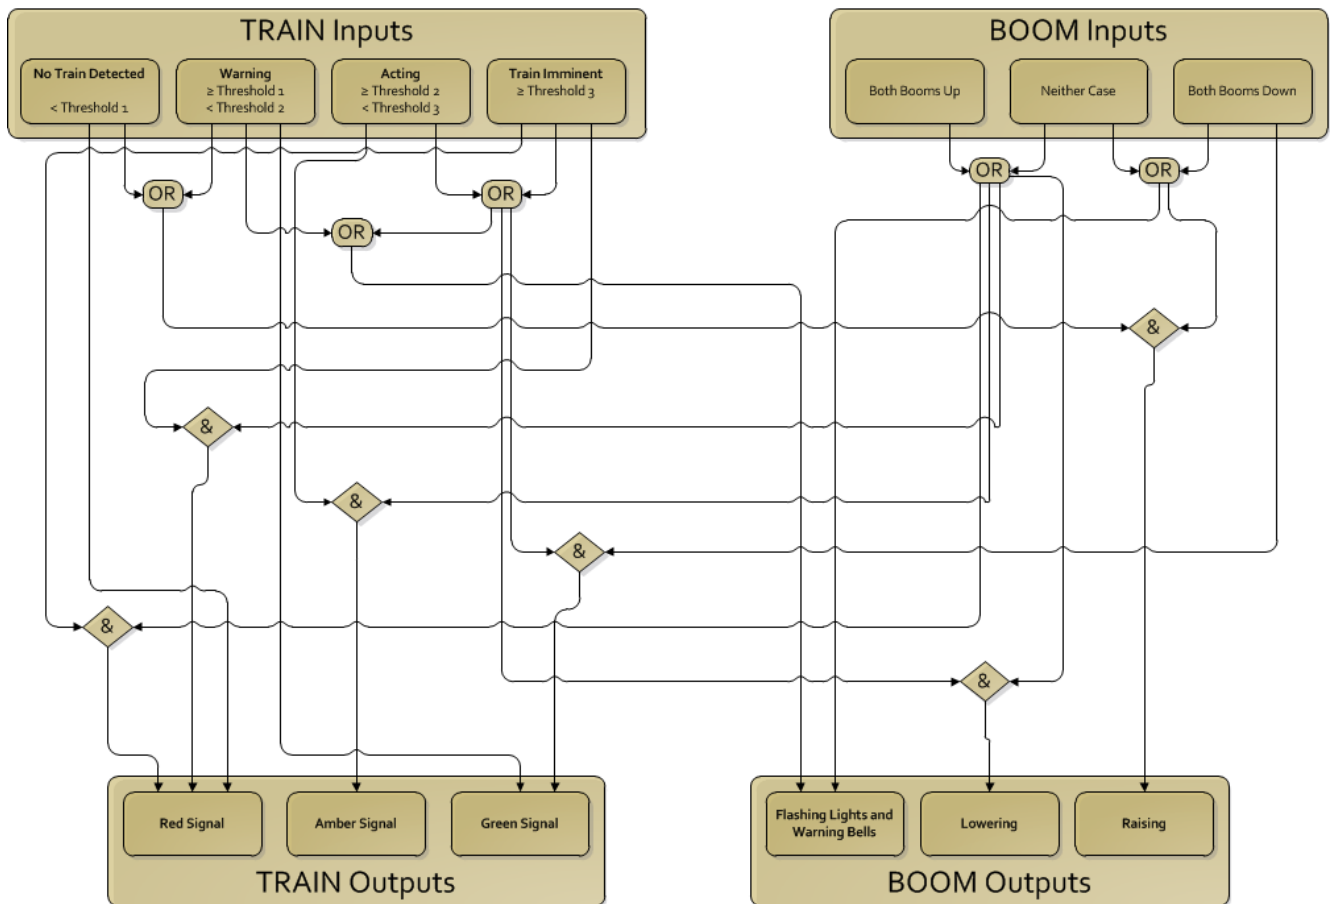 TRAIN Inputs
No Train Detected
< Threshold 1
Warning
≥ Threshold 1
< Threshold 2
Acting
≥ Threshold 2
< Threshold 3
Train Imminent
≥ Threshold 3
BOOM Inputs
Both Booms Up
Neither Case
Both Booms Down
OR
OR
OR
OR
OR
&
&
&
&
&
&
Red Signal
Amber Signal
Green Signal
TRAIN Outputs
Flashing Lights and
Warning Bells
Lowering
Raising
BOOM Outputs